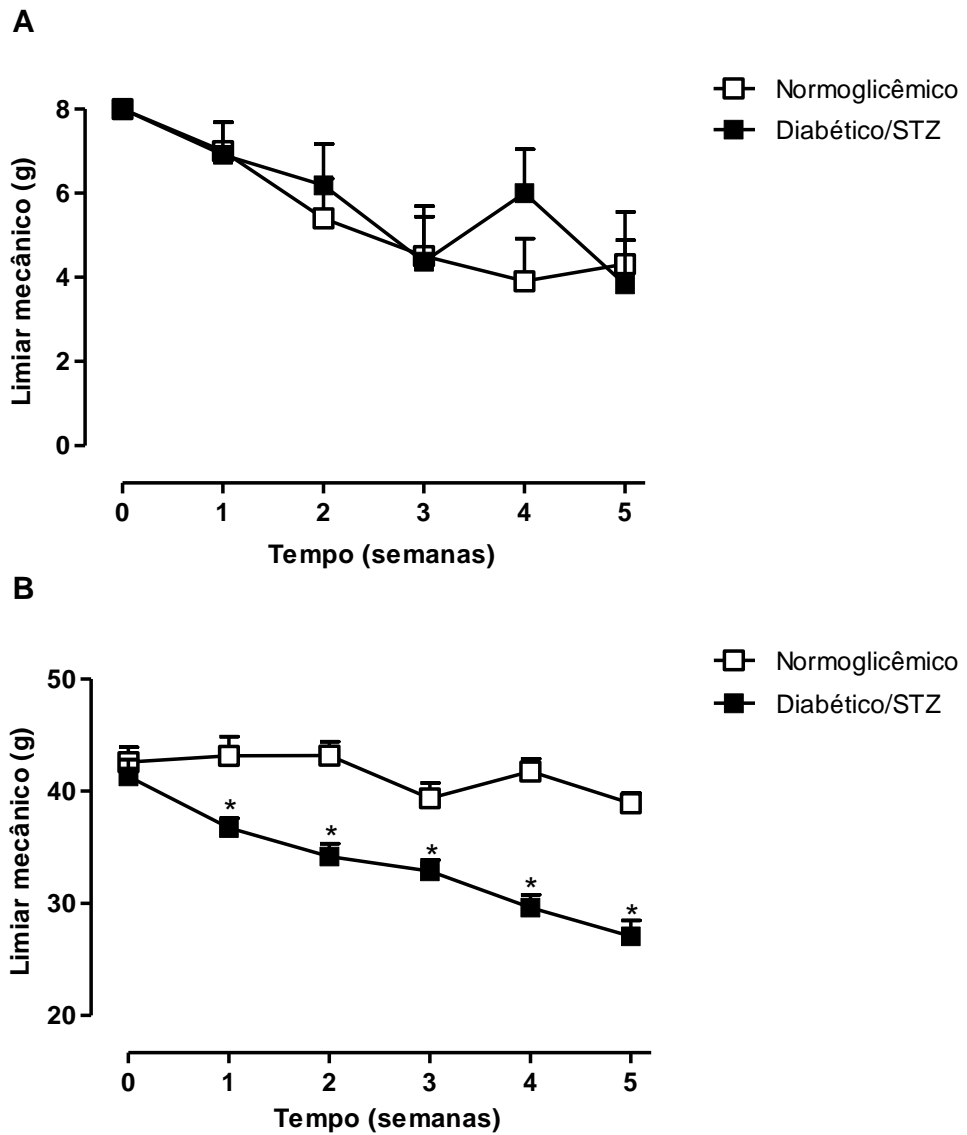 A
Normoglicêmico
Diabético/STZ
8
6
4
2
0
Limiar mecânico (g)
0 1 2 3 4 5
Tempo (semanas)
B
Normoglicêmico
Diabético/STZ
50
40
30
20
Limiar mecânico (g)
*
*
*
*
*
0 1 2 3 4 5
Tempo (semanas)